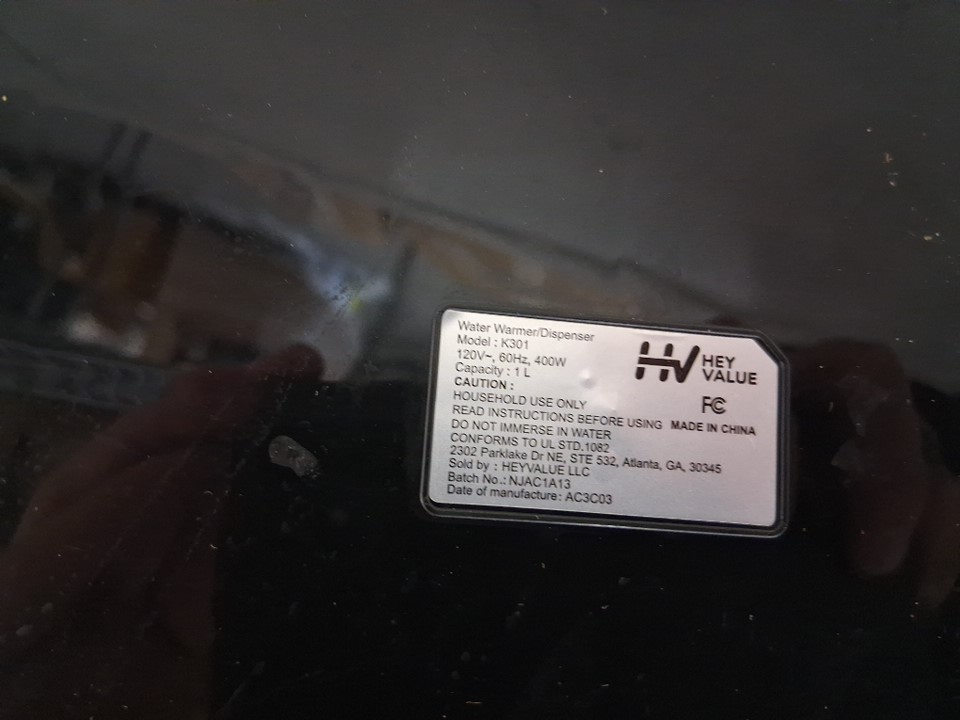 Water Warmer/Dispenser
Model : K301
120V~, 60Hz, 400W
Capacity : 1 L
CAUTION :
HOUSEHOLD USE ONLY
READ INSTRUCTIONS BEFORE USING
DO NOT IMMERSE IN WATER
CONFORMS TO UL STD.1082
2302 Parklake Dr NE, STE 532, Atlanta, GA, 30345
Sold by : HEYVALUE LLC
Batch No.: NJAC1A13
Date of manufacture: AC3C03
HV HEY
VALUE
FC
MADE IN CHINA